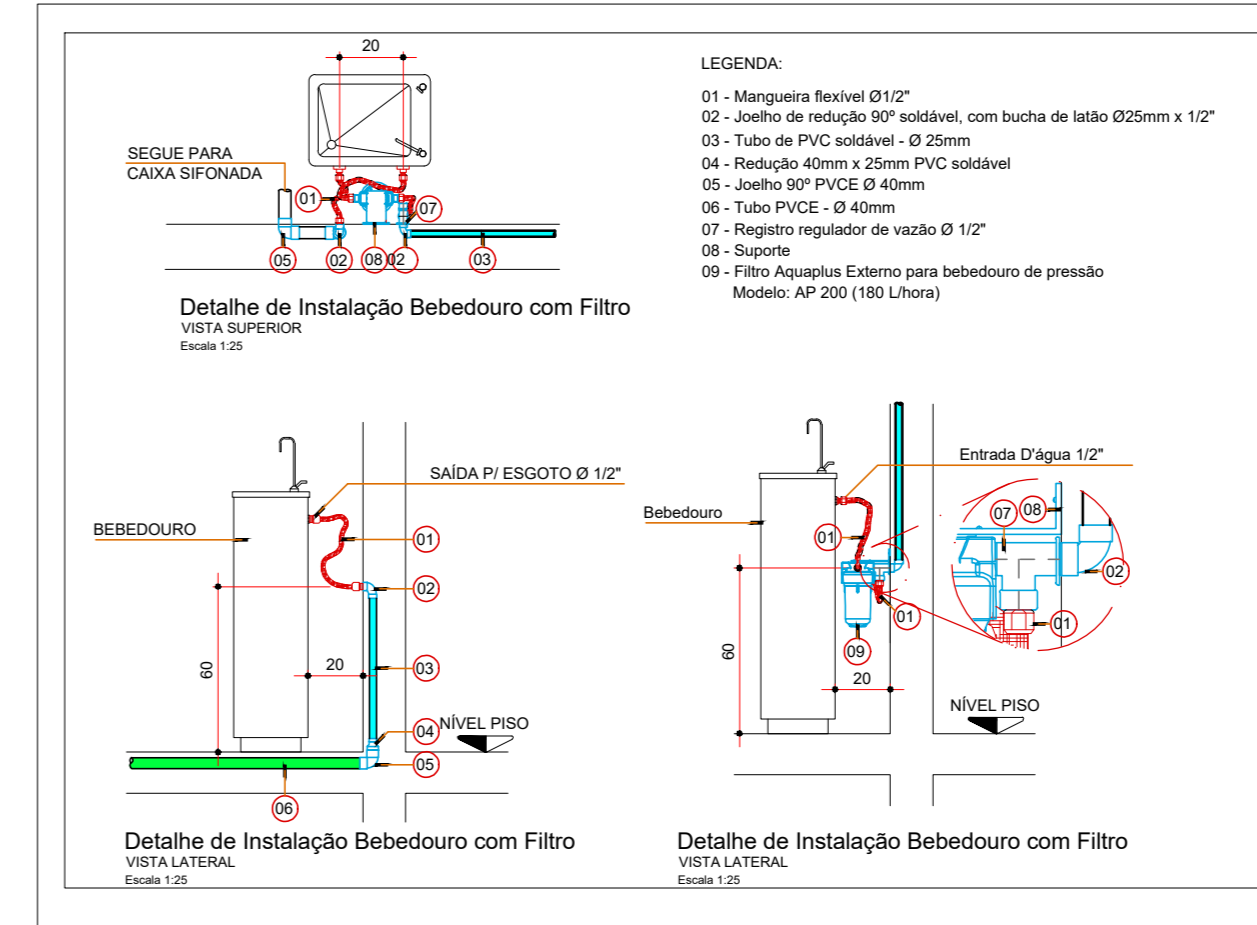 20
SEGUE PARA
CAIXA SIFONADA
01
07
05
02
08
02
03
Detalhe de Instalação Bebedouro com Filtro
VISTA SUPERIOR
Escala 1:25
LEGENDA:
01 - Mangueira flexível Ø1/2"
02 - Joelho de redução 90º soldável, com bucha de latão Ø25mm x 1/2"
03 - Tubo de PVC soldável - Ø 25mm
04 - Redução 40mm x 25mm PVC soldável
05 - Joelho 90º PVCE Ø 40mm
06 - Tubo PVCE - Ø 40mm
07 - Registro regulador de vazão Ø 1/2"
08 - Suporte
09 - Filtro Aquaplus Externo para bebedouro de pressão
Modelo: AP 200 (180 L/hora)
SAÍDA P/ ESGOTO Ø 1/2"
BEBEDOURO
01
02
60
20
03
04
NÍVEL PISO
05
06
Detalhe de Instalação Bebedouro com Filtro
VISTA LATERAL
Escala 1:25
Entrada D'água 1/2"
Bebedouro
01
07
08
02
01
01
09
60
20
NÍVEL PISO
Detalhe de Instalação Bebedouro com Filtro
VISTA LATERAL
Escala 1:25